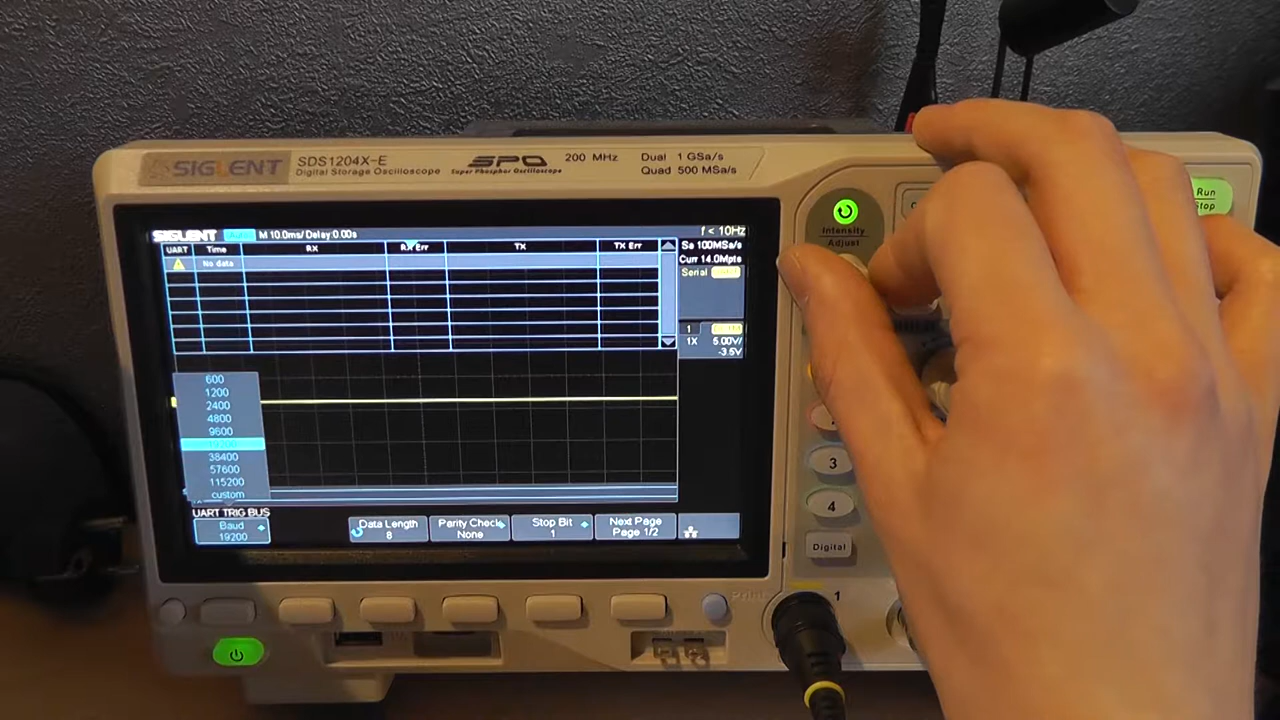 SIGLENT
SDS1204X-E
Digital Storage Oscilloscope
SPO
Super Phosphor Oscilloscope
200 MHz
Dual 1 GSa/s
Quad 500 MSa/s
Run
Stop
Intensity
Adjust
SIGLENT
M 10.0ms/ Delay:0.00s
f < 10Hz
UART Time RX RX Err TX TX Err
No data
Sa 100MSa/s
Curr 14.0Mpts
Serial
1
1X 5.00V/
-3.5V
600
1200
2400
4800
9600
19200
38400
57600
115200
custom
UART TRIG BUS
Baud
19200
Data Length
8
Parity Check
None
Stop Bit
1
Next Page
Page 1/2
3
4
Digital
Print
1